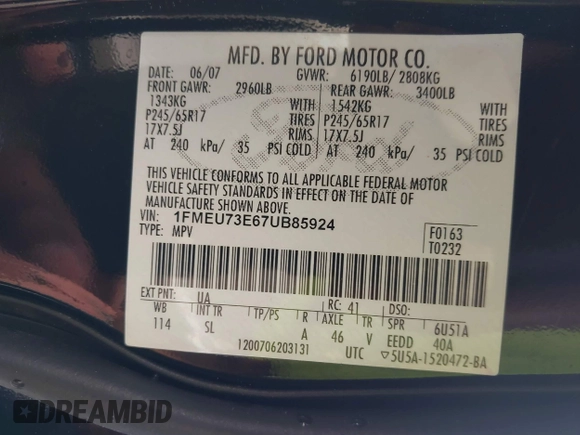 MFD. BY FORD MOTOR CO.
DATE: 06/07 GVWR: 6190LB/ 2808KG
FRONT GAWR: 2960LB REAR GAWR: 3400LB
1343KG WITH 1542KG WITH
P245/65R17 TIRES P245/65R17 TIRES
17X7.5J RIMS 17X7.5J RIMS
AT 240 kPa/ 35 PSI COLD AT 240 kPa/ 35 PSI COLD
THIS VEHICLE CONFORMS TO ALL APPLICABLE FEDERAL MOTOR
VEHICLE SAFETY STANDARDS IN EFFECT ON THE DATE OF
MANUFACTURE SHOWN ABOVE.
VIN: 1FMEU73E67UB85924 F0163
TYPE: MPV T0232
EXT PNT: UA RC: 41 DSO:
WB INT TR TP/PS R AXLE TR SPR 6U51A
114 SL A 46 V EEDD 40A
1200706203131 UTC ▽5U5A-1520472-BA
DREAMBID